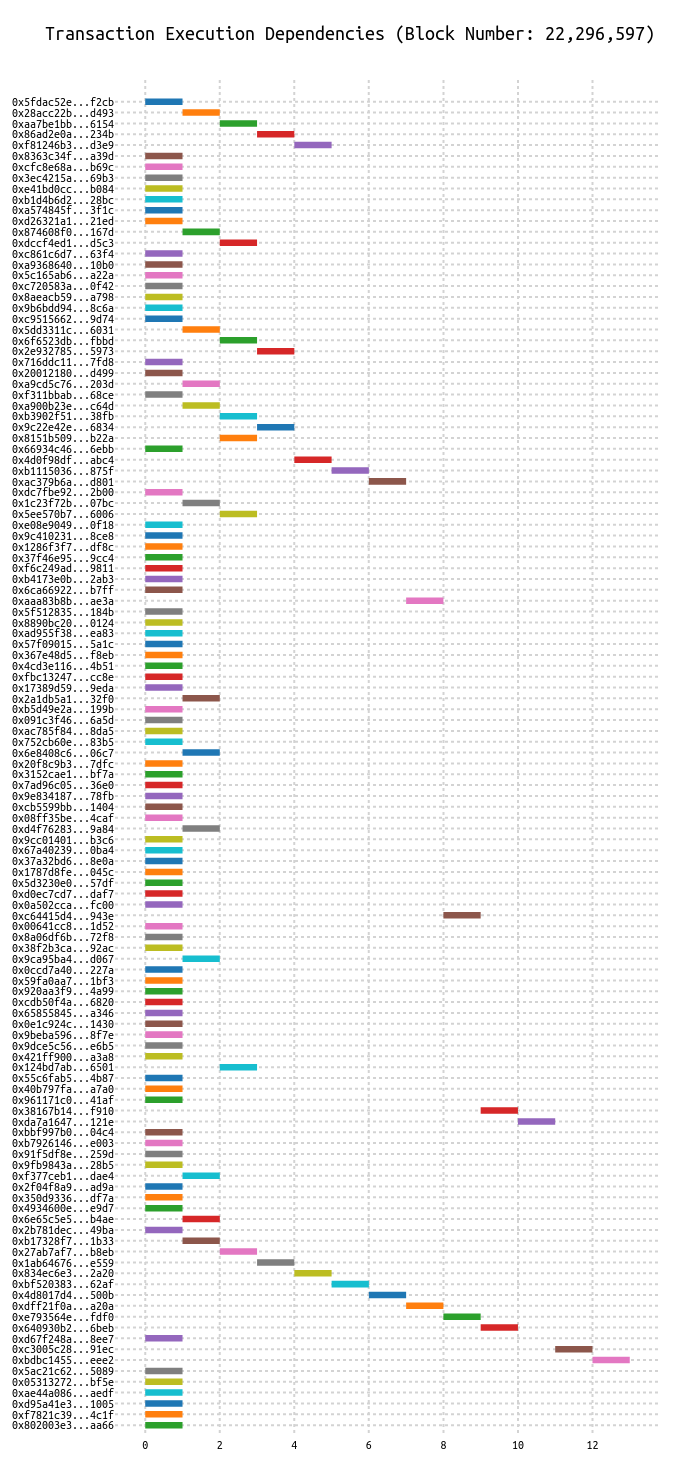 Transaction Execution Dependencies (Block Number: 22,296,597)
0x5fdac52e...f2cb
0x28acc22b...d493
0xaa7be1bb...6154
0x86ad2e0a...234b
0xf81246b3...d3e9
0x8363c34f...a39d
0xcfc8e68a...b69c
0x3ec4215a...69b3
0xe41bd0cc...b084
0xb1d4b6d2...28bc
0xa574845f...3f1c
0xd26321a1...21ed
0x874608f0...167d
0xdccf4ed1...d5c3
0xc861c6d7...63f4
0xa9368640...10b0
0x5c165ab6...a22a
0xc720583a...0f42
0x8aeacb59...a798
0x9b6bdd94...8c6a
0xc9515662...9d74
0x5dd3311c...6031
0x6f6523db...fbbd
0x2e932785...5973
0x716ddc11...7fd8
0x20012180...d499
0xa9cd5c76...203d
0xf311bbab...68ce
0xa900b23e...c64d
0xb3902f51...38fb
0x9c22e42e...6834
0x8151b509...b22a
0x66934c46...6ebb
0x4d0f98df...abc4
0xb1115036...875f
0xac379b6a...d801
0xdc7fbe92...2b00
0x1c23f72b...07bc
0x5ee570b7...6006
0xe08e9049...0f18
0x9c410231...8ce8
0x1286f3f7...df8c
0x37f46e95...9cc4
0xf6c249ad...9811
0xb4173e0b...2ab3
0x6ca66922...b7ff
0xaaa83b8b...ae3a
0x5f512835...184b
0x8890bc20...0124
0xad955f38...ea83
0x57f09015...5a1c
0x367e48d5...f8eb
0x4cd3e116...4b51
0xfbc13247...cc8e
0x17389d59...9eda
0x2a1db5a1...32f0
0xb5d49e2a...199b
0x091c3f46...6a5d
0xac785f84...8da5
0x752cb60e...83b5
0x6e8408c6...06c7
0x20f8c9b3...7dfc
0x3152cae1...bf7a
0x7ad96c05...36e0
0x9e834187...78fb
0xcb5599bb...1404
0x08ff35be...4caf
0xd4f76283...9a84
0x9cc01401...b3c6
0x67a40239...0ba4
0x37a32bd6...8e0a
0x1787d8fe...045c
0x5d3230e0...57df
0xd0ec7cd7...daf7
0x0a502cca...fc00
0xc64415d4...943e
0x00641cc8...1d52
0x8a06df6b...72f8
0x38f2b3ca...92ac
0x9ca95ba4...d067
0x0ccd7a40...227a
0x59fa0aa7...1bf3
0x920aa3f9...4a99
0xcdb50f4a...6820
0x65855845...a346
0x0e1c924c...1430
0x9beba596...8f7e
0x9dce5c56...e6b5
0x421ff900...a3a8
0x124bd7ab...6501
0x55c6fab5...4b87
0x40b797fa...a7a0
0x961171c0...41af
0x38167b14...f910
0xda7a1647...121e
0xbbf997b0...04c4
0xb7926146...e003
0x91f5df8e...259d
0x9fb9843a...28b5
0xf377ceb1...dae4
0x2f04f8a9...ad9a
0x350d9336...df7a
0x4934600e...e9d7
0x6e65c5e5...b4ae
0x2b781dec...49ba
0xb17328f7...1b33
0x27ab7af7...b8eb
0x1ab64676...e559
0x834ec6e3...2a20
0xbf520383...62af
0x4d8017d4...500b
0xdff21f0a...a20a
0xe793564e...fdf0
0x640930b2...6beb
0xd67f248a...8ee7
0xc3005c28...91ec
0xbdbc1455...eee2
0x5ac21c62...5089
0x05313272...bf5e
0xae44a086...aedf
0xd95a41e3...1005
0xf7821c39...4c1f
0x802003e3...aa66
0 2 4 6 8 10 12